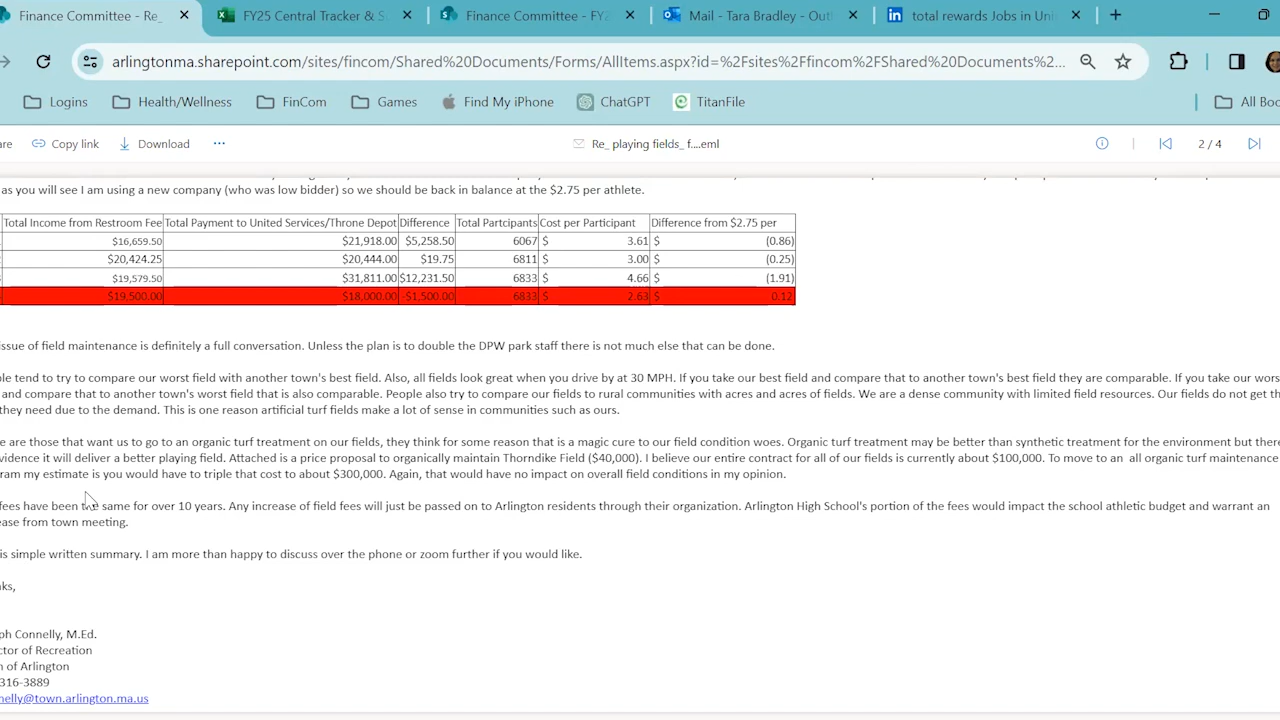 Finance Committee - Re_
FY25 Central Tracker & S
Finance Committee - FY2
Mail - Tara Bradley - Out
total rewards Jobs in Uni
arlingtonma.sharepoint.com/sites/fincom/Shared%20Documents/Forms/AllItems.aspx?id=%2Fsites%2Ffincom%2FShared%20Documents%2...
Logins
Health/Wellness
FinCom
Games
Find My iPhone
ChatGPT
TitanFile
All Boo
are
Copy link
Download
...
Re_ playing fields_ f....eml
2 / 4
as you will see I am using a new company (who was low bidder) so we should be back in balance at the $2.75 per athlete.
Total Income from Restroom Fee Total Payment to United Services/Throne Depot Difference Total Partcipants Cost per Participant Difference from $2.75 per
$16,659.50 $21,918.00 $5,258.50 6067 $ 3.61 $ (0.86)
$20,424.25 $20,444.00 $19.75 6811 $ 3.00 $ (0.25)
$19,579.50 $31,811.00 $12,231.50 6833 $ 4.66 $ (1.91)
$19,500.00 $18,000.00 -$1,500.00 6833 $ 2.63 $ 0.12
issue of field maintenance is definitely a full conversation. Unless the plan is to double the DPW park staff there is not much else that can be done.
ple tend to try to compare our worst field with another town's best field. Also, all fields look great when you drive by at 30 MPH. If you take our best field and compare that to another town's best field they are comparable. If you take our wors
and compare that to another town's worst field that is also comparable. People also try to compare our fields to rural communities with acres and acres of fields. We are a dense community with limited field resources. Our fields do not get th
they need due to the demand. This is one reason artificial turf fields make a lot of sense in communities such as ours.
e are those that want us to go to an organic turf treatment on our fields, they think for some reason that is a magic cure to our field condition woes. Organic turf treatment may be better than synthetic treatment for the environment but there
vidence it will deliver a better playing field. Attached is a price proposal to organically maintain Thorndike Field ($40,000). I believe our entire contract for all of our fields is currently about $100,000. To move to an all organic turf maintenance
ram my estimate is you would have to triple that cost to about $300,000. Again, that would have no impact on overall field conditions in my opinion.
fees have been the same for over 10 years. Any increase of field fees will just be passed on to Arlington residents through their organization. Arlington High School's portion of the fees would impact the school athletic budget and warrant an
ease from town meeting.
is simple written summary. I am more than happy to discuss over the phone or zoom further if you would like.
nks,
ph Connelly, M.Ed.
ctor of Recreation
n of Arlington
316-3889
nelly@town.arlington.ma.us